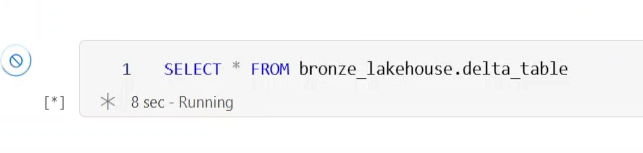 1 SELECT * FROM bronze_lakehouse.delta_table
[*] 8 sec - Running